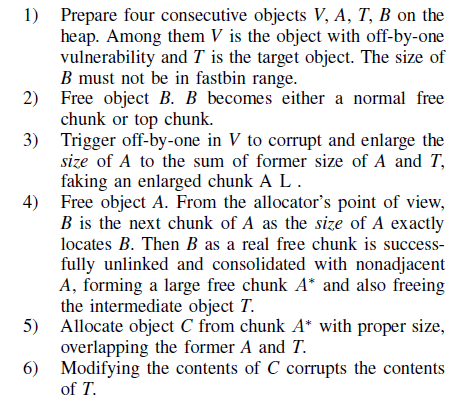 1) Prepare four consecutive objects V, A, T, B on the
heap. Among them V is the object with off-by-one
vulnerability and T is the target object. The size of
B must not be in fastbin range.
2) Free object B. B becomes either a normal free
chunk or top chunk.
3) Trigger off-by-one in V to corrupt and enlarge the
size of A to the sum of former size of A and T,
faking an enlarged chunk A L .
4) Free object A. From the allocator's point of view,
B is the next chunk of A as the size of A exactly
locates B. Then B as a real free chunk is success-
fully unlinked and consolidated with nonadjacent
A, forming a large free chunk A* and also freeing
the intermediate object T.
5) Allocate object C from chunk A* with proper size,
overlapping the former A and T.
6) Modifying the contents of C corrupts the contents
of T.